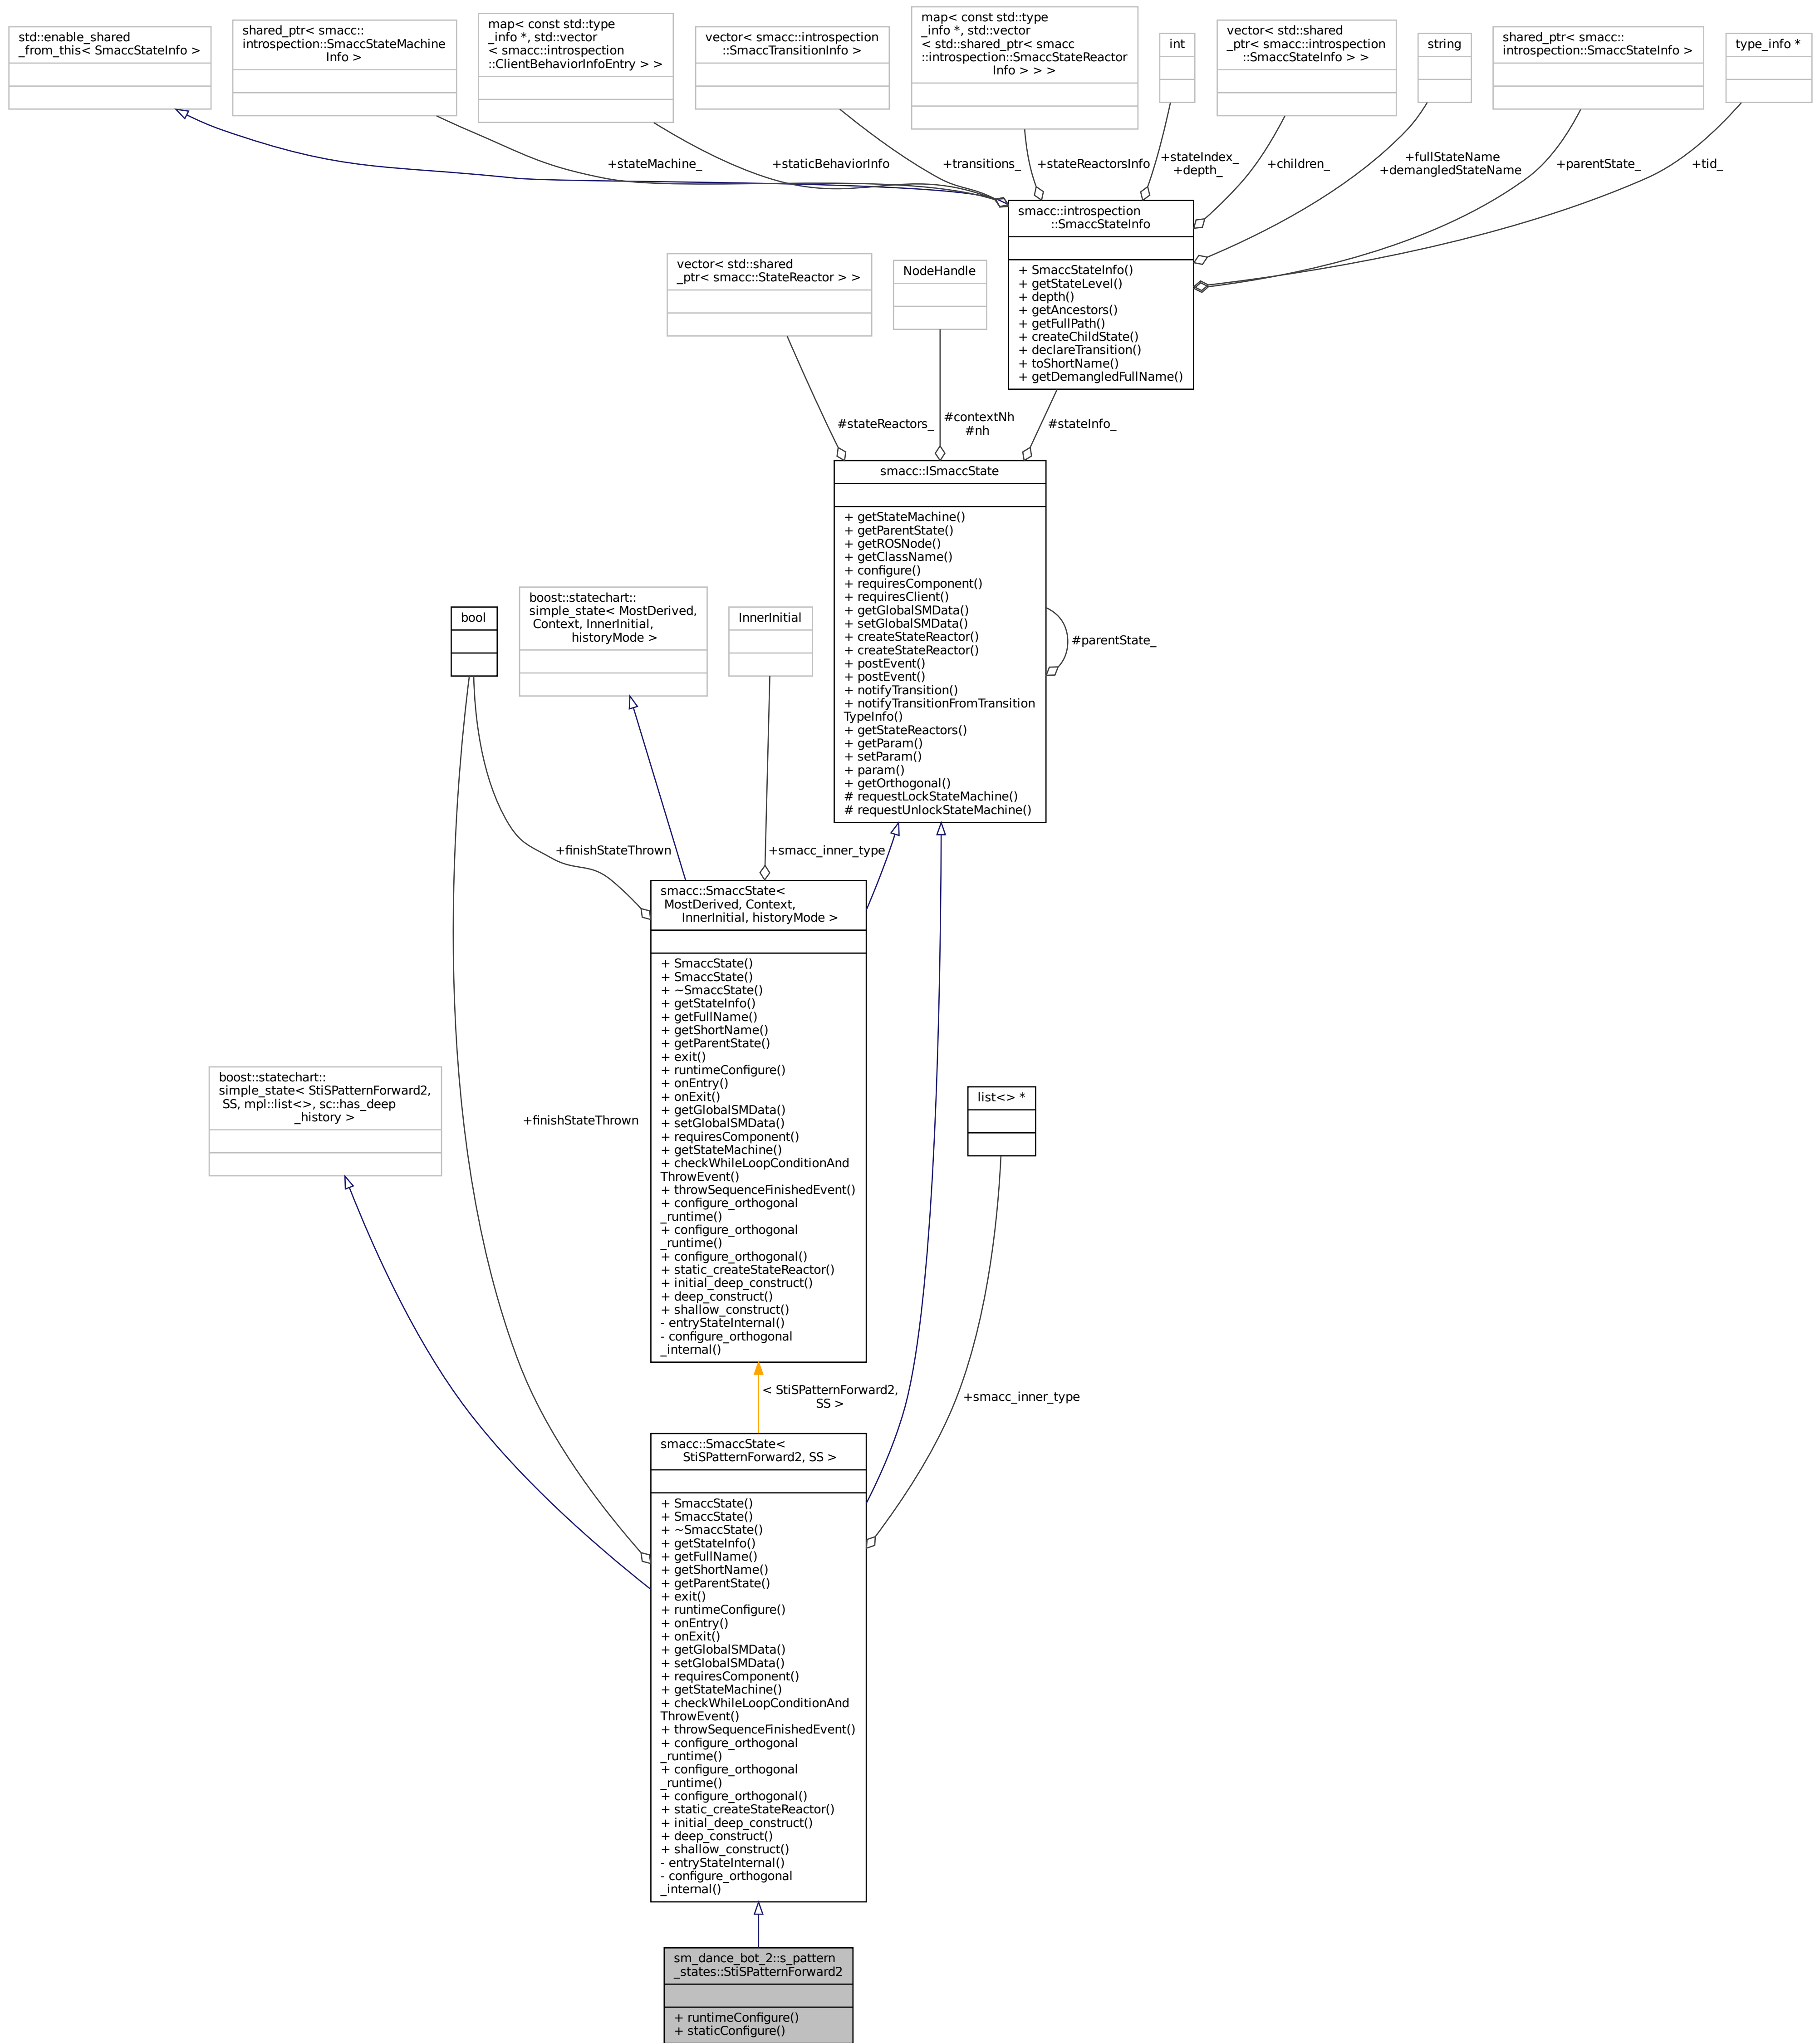 std::enable_shared
_from_this< SmaccStateInfo >
shared_ptr< smacc::
introspection::SmaccStateMachine
Info >
map< const std::type
_info *, std::vector
< smacc::introspection
::ClientBehaviorInfoEntry > >
vector< smacc::introspection
::SmaccTransitionInfo >
map< const std::type
_info *, std::vector
< std::shared_ptr< smacc
::introspection::SmaccStateReactor
Info > > >
int
vector< std::shared
_ptr< smacc::introspection
::SmaccStateInfo > >
string
shared_ptr< smacc::
introspection::SmaccStateInfo >
type_info *
+stateMachine_
+staticBehaviorInfo
+transitions_
+stateReactorsInfo
+stateIndex_
+depth_
+children_
+fullStateName
+demangledStateName
+parentState_
+tid_
smacc::introspection
::SmaccStateInfo
+ SmaccStateInfo()
+ getStateLevel()
+ depth()
+ getAncestors()
+ getFullPath()
+ createChildState()
+ declareTransition()
+ toShortName()
+ getDemangledFullName()
vector< std::shared
_ptr< smacc::StateReactor > >
NodeHandle
#stateReactors_
#contextNh
#nh
#stateInfo_
smacc::ISmaccState
+ getStateMachine()
+ getParentState()
+ getROSNode()
+ getClassName()
+ configure()
+ requiresComponent()
+ requiresClient()
+ getGlobalSMData()
+ setGlobalSMData()
+ createStateReactor()
+ createStateReactor()
+ postEvent()
+ postEvent()
+ notifyTransition()
+ notifyTransitionFromTransition
TypeInfo()
+ getStateReactors()
+ getParam()
+ setParam()
+ param()
+ getOrthogonal()
# requestLockStateMachine()
# requestUnlockStateMachine()
#parentState_
bool
boost::statechart::
simple_state< MostDerived,
Context, InnerInitial,
historyMode >
InnerInitial
+finishStateThrown
+smacc_inner_type
smacc::SmaccState<
MostDerived, Context,
InnerInitial, historyMode >
+ SmaccState()
+ SmaccState()
+ ~SmaccState()
+ getStateInfo()
+ getFullName()
+ getShortName()
+ getParentState()
+ exit()
+ runtimeConfigure()
+ onEntry()
+ onExit()
+ getGlobalSMData()
+ setGlobalSMData()
+ requiresComponent()
+ getStateMachine()
+ checkWhileLoopConditionAnd
ThrowEvent()
+ throwSequenceFinishedEvent()
+ configure_orthogonal
_runtime()
+ configure_orthogonal
_runtime()
+ configure_orthogonal()
+ static_createStateReactor()
+ initial_deep_construct()
+ deep_construct()
+ shallow_construct()
- entryStateInternal()
- configure_orthogonal
_internal()
boost::statechart::
simple_state< StiSPatternForward2,
SS, mpl::list<>, sc::has_deep
_history >
+finishStateThrown
list<> *
< StiSPatternForward2,
SS >
+smacc_inner_type
smacc::SmaccState<
StiSPatternForward2, SS >
+ SmaccState()
+ SmaccState()
+ ~SmaccState()
+ getStateInfo()
+ getFullName()
+ getShortName()
+ getParentState()
+ exit()
+ runtimeConfigure()
+ onEntry()
+ onExit()
+ getGlobalSMData()
+ setGlobalSMData()
+ requiresComponent()
+ getStateMachine()
+ checkWhileLoopConditionAnd
ThrowEvent()
+ throwSequenceFinishedEvent()
+ configure_orthogonal
_runtime()
+ configure_orthogonal
_runtime()
+ configure_orthogonal()
+ static_createStateReactor()
+ initial_deep_construct()
+ deep_construct()
+ shallow_construct()
- entryStateInternal()
- configure_orthogonal
_internal()
sm_dance_bot_2::s_pattern
_states::StiSPatternForward2
+ runtimeConfigure()
+ staticConfigure()